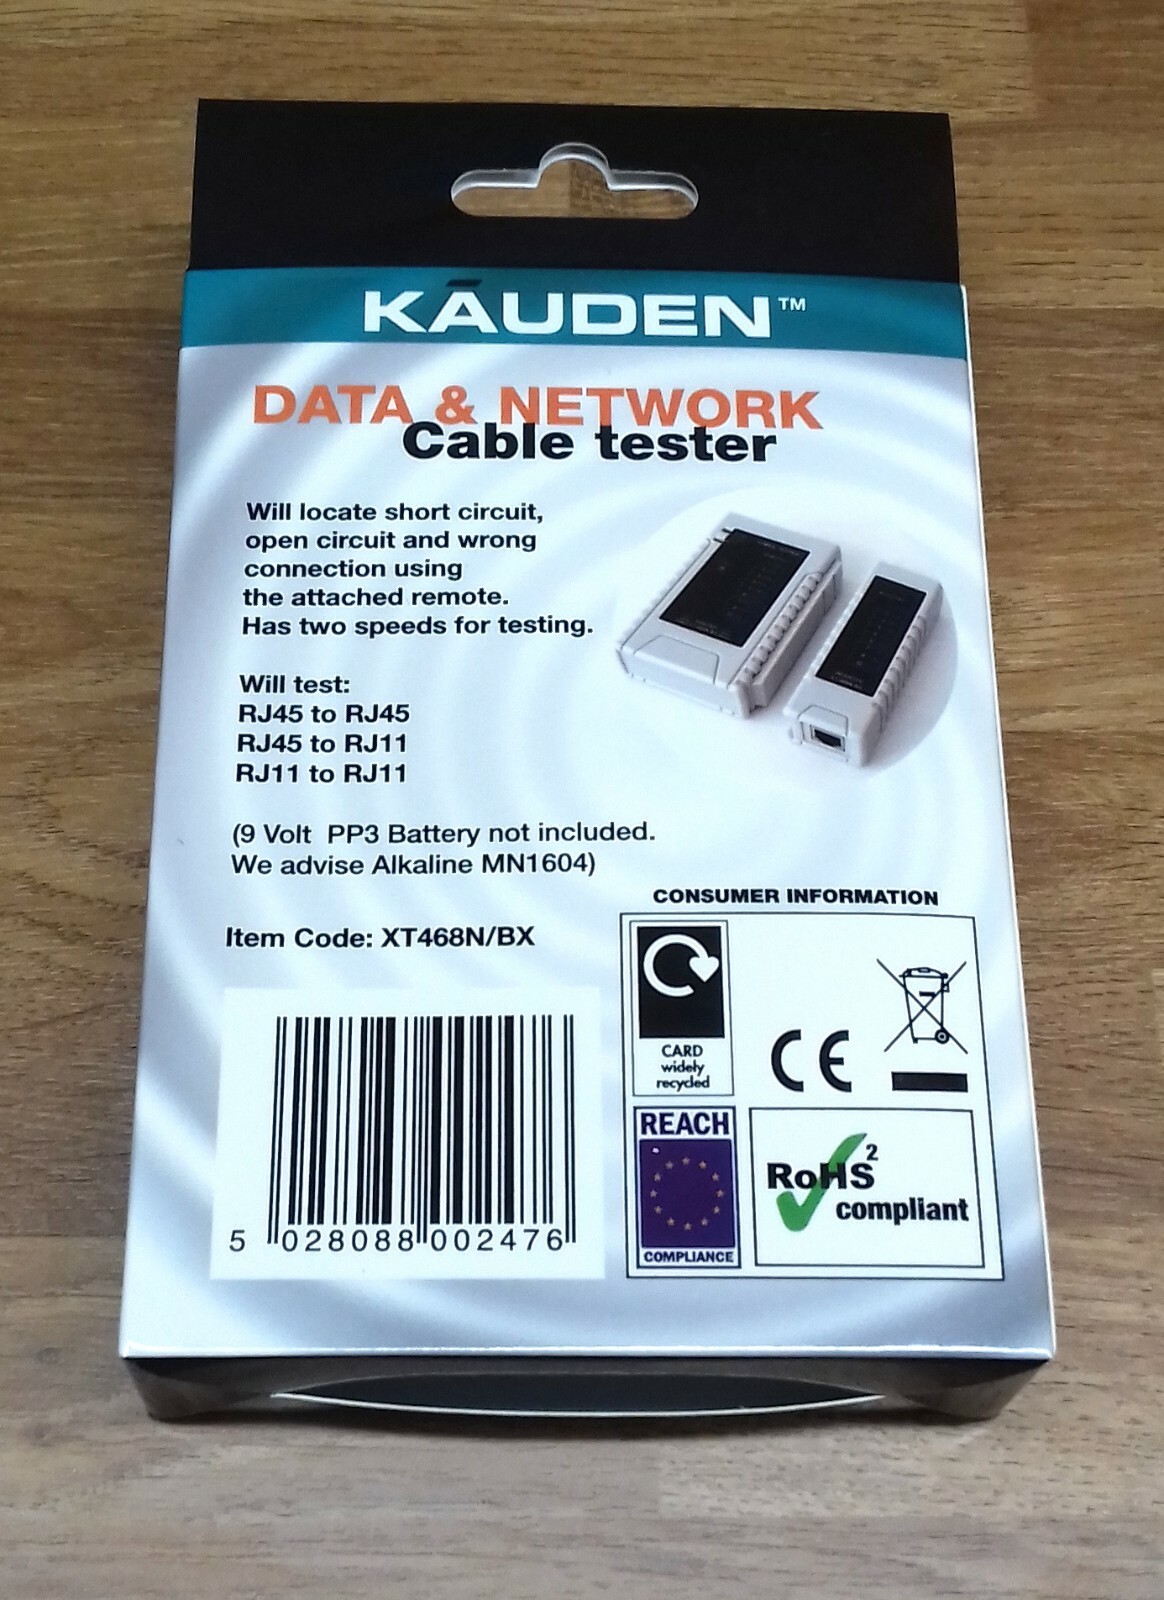 KĀUDEN™
DATA & NETWORK
Cable tester
Will locate short circuit,
open circuit and wrong
connection using
the attached remote.
Has two speeds for testing.
Will test:
RJ45 to RJ45
RJ45 to RJ11
RJ11 to RJ11
(9 Volt PP3 Battery not included.
We advise Alkaline MN1604)
Item Code: XT468N/BX
5 028088 002476
CONSUMER INFORMATION
CARD
widely
recycled
CE
REACH
COMPLIANCE
RoHS2
compliant